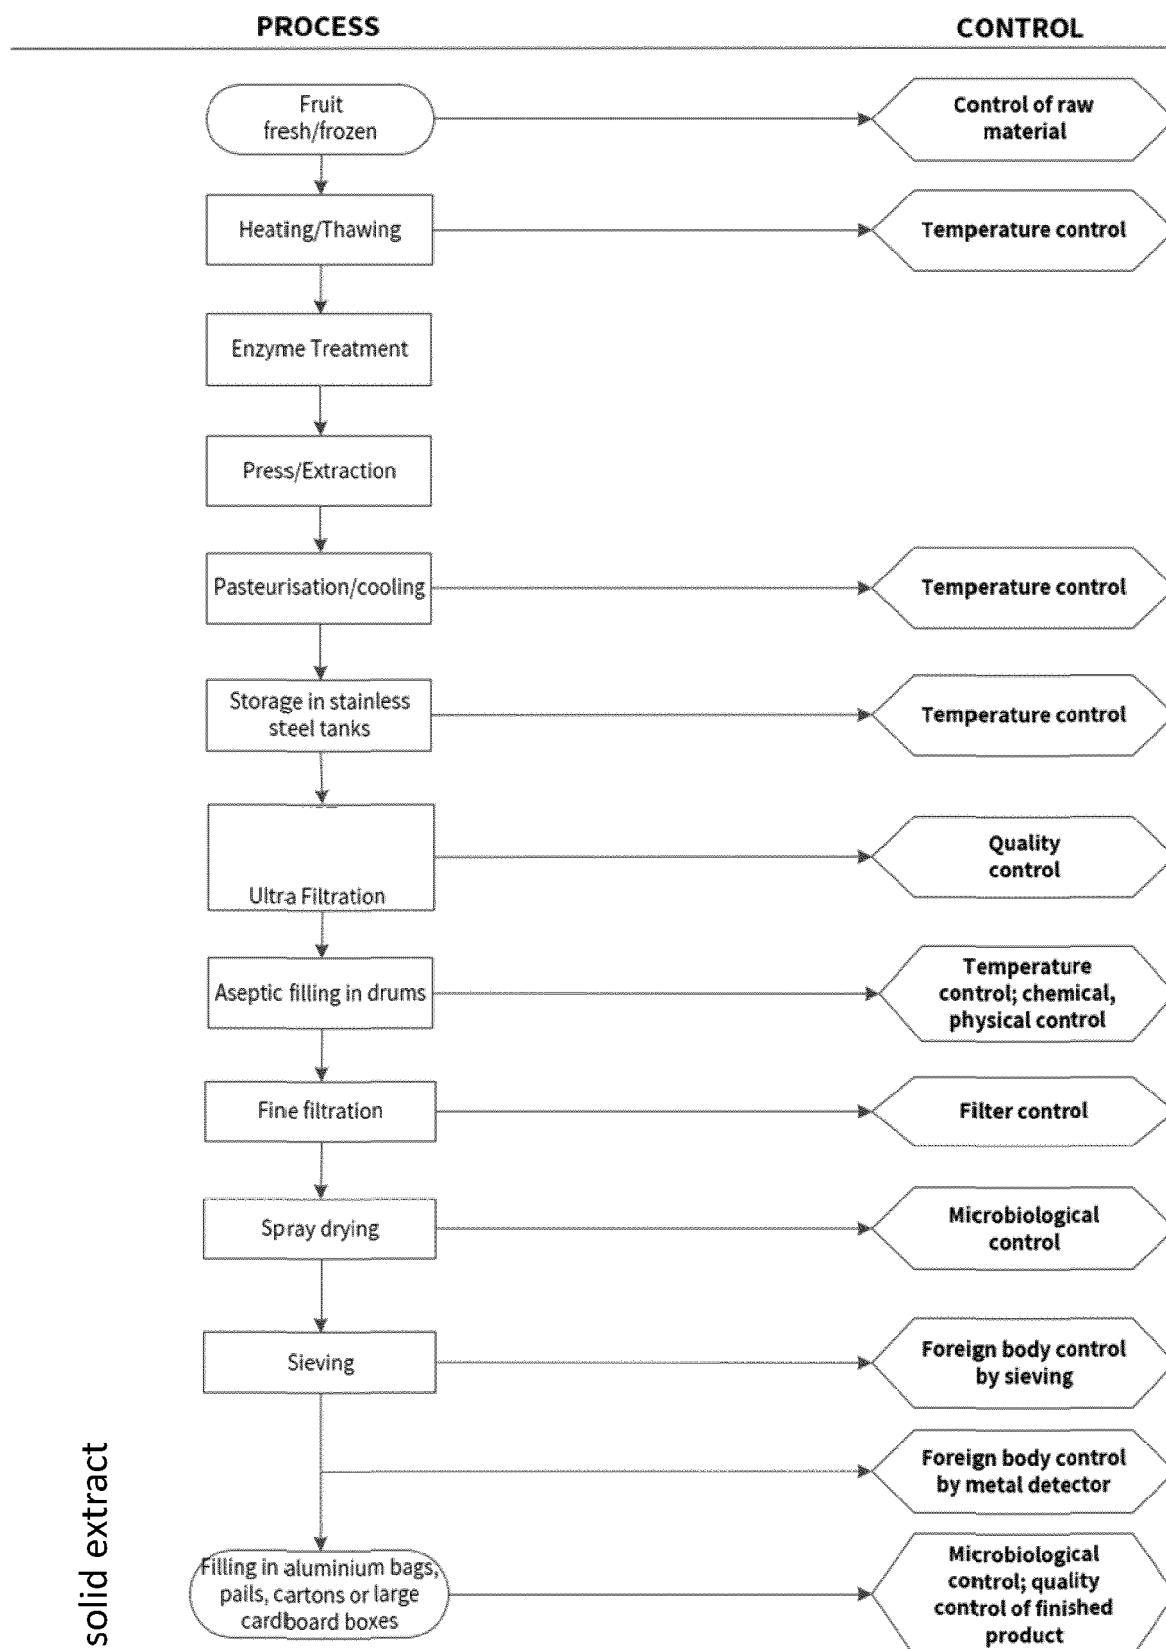 PROCESS
CONTROL
Fruit
fresh/frozen
Control of raw
material
Heating/Thawing
Temperature control
Enzyme Treatment
Press/Extraction
Pasteurisation/cooling
Temperature control
Storage in stainless
steel tanks
Temperature control
Ultra Filtration
Quality
control
Aseptic filling in drums
Temperature
control; chemical,
physical control
Fine filtration
Filter control
Spray drying
Microbiological
control
Sieving
Foreign body control
by sieving
Foreign body control
by metal detector
solid extract
Filling in aluminium bags,
pails, cartons or large
cardboard boxes
Microbiological
control; quality
control of finished
product